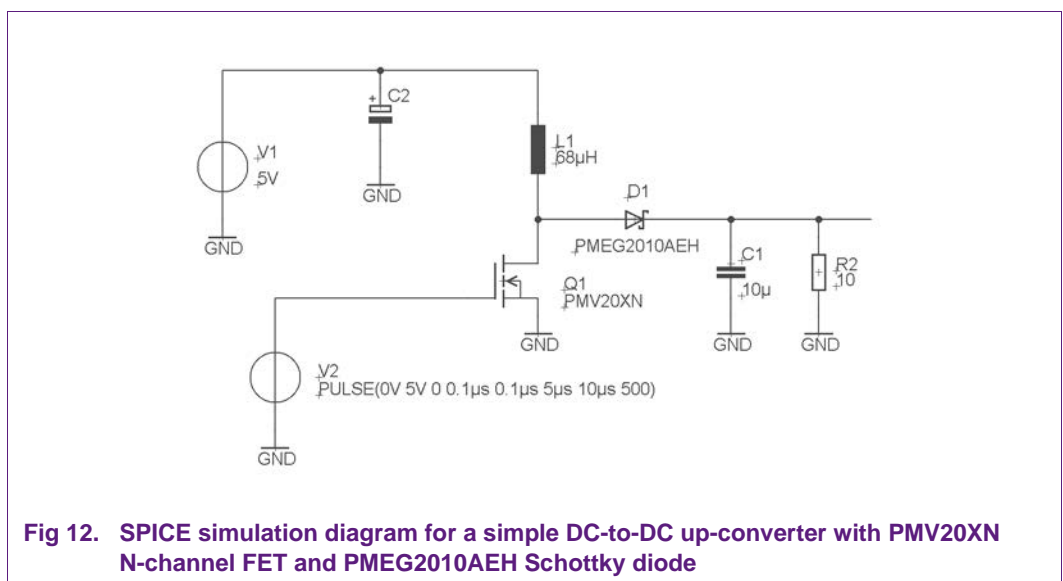 C2
V1
5V
GND
GND
L1
68µH
D1
PMEG2010AEH
C1
10µ
R2
10
Q1
PMV20XN
GND
GND
GND
V2
PULSE(0V 5V 0 0.1µs 0.1µs 5µs 10µs 500)
GND
Fig 12. SPICE simulation diagram for a simple DC-to-DC up-converter with PMV20XN
N-channel FET and PMEG2010AEH Schottky diode